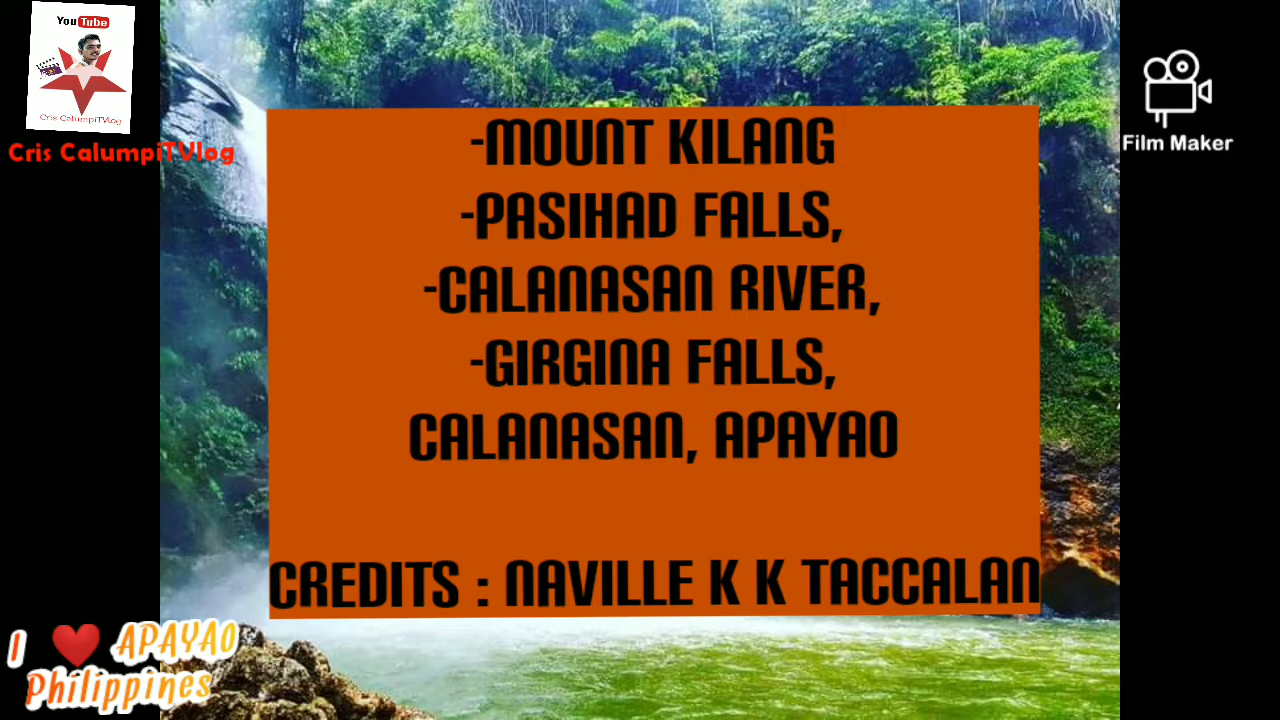 YouTube
Cris CalumpiTVlog
Cris CalumpiTVlog
Film Maker
-MOUNT KILANG
-PASIHAD FALLS,
-CALANASAN RIVER,
-GIRGINA FALLS,
CALANASAN, APAYAO
CREDITS : NAVILLE K K TACCALAN
I ❤️ APAYAO
Philippines